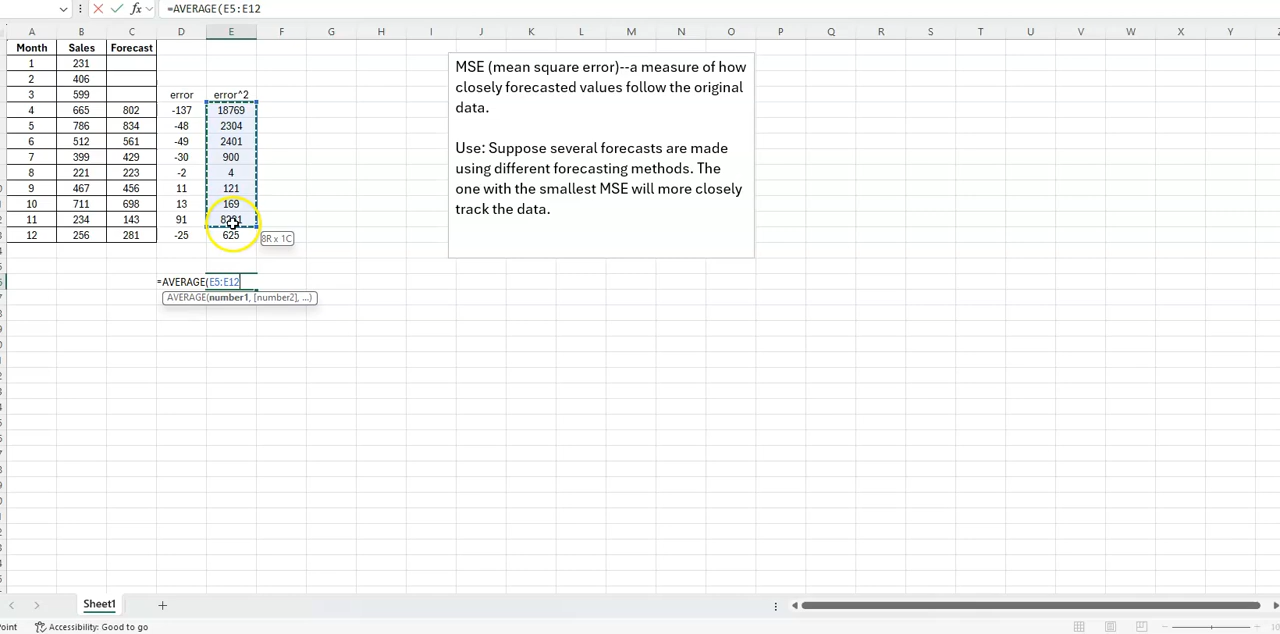 fx =AVERAGE(E5:E12
A B C D E F G H I J K L M N O P Q R S T U V W X Y
Month Sales Forecast
1 231
2 406
3 599 error error^2
4 665 802 -137 18769
5 786 834 -48 2304
6 512 561 -49 2401
7 399 429 -30 900
8 221 223 -2 4
9 467 456 11 121
10 711 698 13 169
11 234 143 91
12 256 281 -25 625
8R x 1C
=AVERAGE(E5:E12
AVERAGE(number1, [number2], ...)
MSE (mean square error)--a measure of how
closely forecasted values follow the original
data.
Use: Suppose several forecasts are made
using different forecasting methods. The
one with the smallest MSE will more closely
track the data.
Sheet1
Accessibility: Good to go